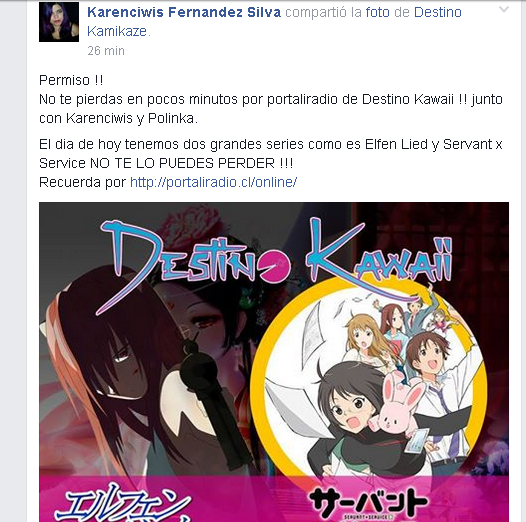 Karenciwis Fernandez Silva compartió la foto de Destino
Kamikaze.
26 min
Permiso !!
No te pierdas en pocos minutos por portaliradio de Destino Kawaii !! junto
con Karenciwis y Polinka.
El dia de hoy tenemos dos grandes series como es Elfen Lied y Servant x
Service NO TE LO PUEDES PERDER !!!
Recuerda por http://portaliradio.cl/online/
DESTINO KAWAII
エルフェン
サーバント
SERVANT×SERVICE